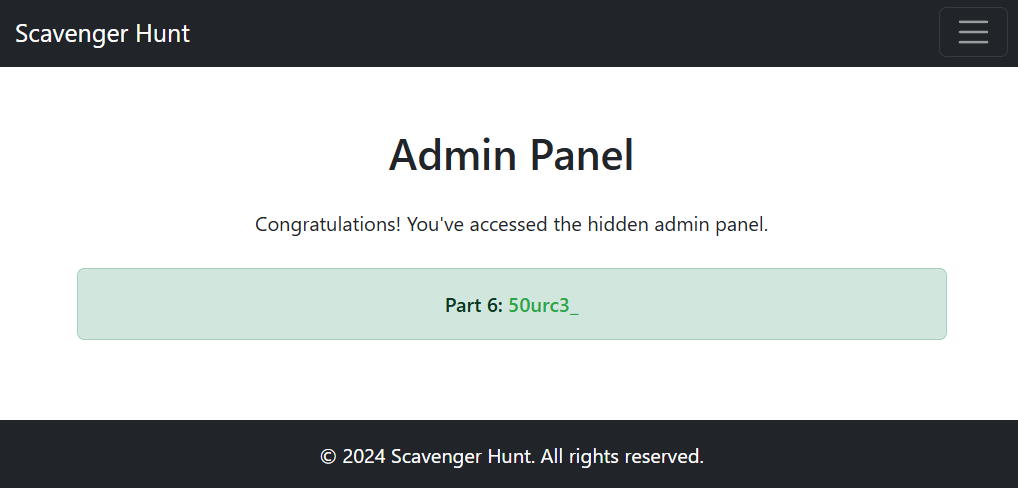 Scavenger Hunt
Admin Panel
Congratulations! You've accessed the hidden admin panel.
Part 6: 50urc3_
© 2024 Scavenger Hunt. All rights reserved.